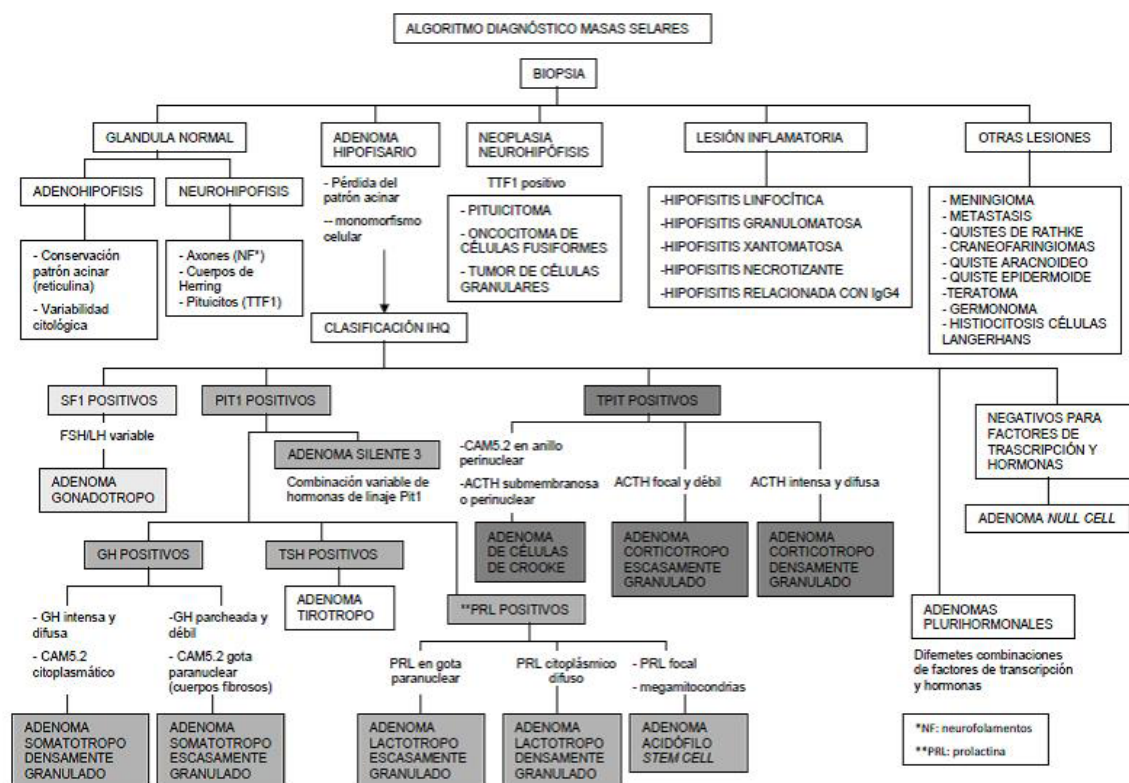 ALGORITMO DIAGNÓSTICO MASAS SELARES
BIOPSIA
GLANDULA NORMAL
ADENOHIPOFISIS
- Conservación
patrón acinar
(reticulina)
- Variabilidad
citológica
NEUROHIPOFISIS
- Axones (NF*)
- Cuerpos de
Herring
- Pituicitos (TTF1)
ADENOMA
HIPOFISARIO
- Pérdida del
patrón acinar
-- monomorfismo
celular
NEOPLASIA
NEUROHIPÓFISIS
TTF1 positivo
- PITUICITOMA
- ONCOCITOMA DE
CÉLULAS FUSIFORMES
- TUMOR DE CÉLULAS
GRANULARES
LESIÓN INFLAMATORIA
-HIPOFISITIS LINFOCÍTICA
-HIPOFISITIS GRANULOMATOSA
-HIPOFISITIS XANTOMATOSA
-HIPOFISITIS NECROTIZANTE
-HIPOFISITIS RELACIONADA CON IgG4
OTRAS LESIONES
- MENINGIOMA
- METASTASIS
- QUISTES DE RATHKE
- CRANEOFARINGIOMAS
- QUISTE ARACNOIDEO
- QUISTE EPIDERMOIDE
-TERATOMA
- GERMONOMA
- HISTIOCITOSIS CÉLULAS
LANGERHANS
CLASIFICACIÓN IHQ
SF1 POSITIVOS
FSH/LH variable
ADENOMA
GONADOTROPO
PIT1 POSITIVOS
ADENOMA SILENTE 3
Combinación variable de
hormonas de linaje Pit1
GH POSITIVOS
- GH intensa y
difusa
- CAM5.2
citoplasmático
ADENOMA
SOMATOTROPO
DENSAMENTE
GRANULADO
-GH parcheada y
débil
- CAM5.2 gota
paranuclear
(cuerpos fibrosos)
ADENOMA
SOMATOTROPO
ESCASAMENTE
GRANULADO
TSH POSITIVOS
ADENOMA
TIROTROPO
**PRL POSITIVOS
PRL en gota
paranuclear
ADENOMA
LACTOTROPO
ESCASAMENTE
GRANULADO
PRL citoplásmico
difuso
ADENOMA
LACTOTROPO
DENSAMENTE
GRANULADO
- PRL focal
- megamitocondrias
ADENOMA
ACIDÓFILO
STEM CELL
TPIT POSITIVOS
-CAM5.2 en anillo
perinuclear
-ACTH submembranosa
o perinuclear
ADENOMA
DE CÉLULAS
DE CROOKE
ACTH focal y débil
ADENOMA
CORTICOTROPO
ESCASAMENTE
GRANULADO
ACTH intensa y difusa
ADENOMA
CORTICOTROPO
DENSAMENTE
GRANULADO
NEGATIVOS PARA
FACTORES DE
TRASCRIPCIÓN Y
HORMONAS
ADENOMA NULL CELL
ADENOMAS
PLURIHORMONALES
Difernetes combinaciones
de factores de transcripción
y hormonas
*NF: neurofolamentos
**PRL: prolactina